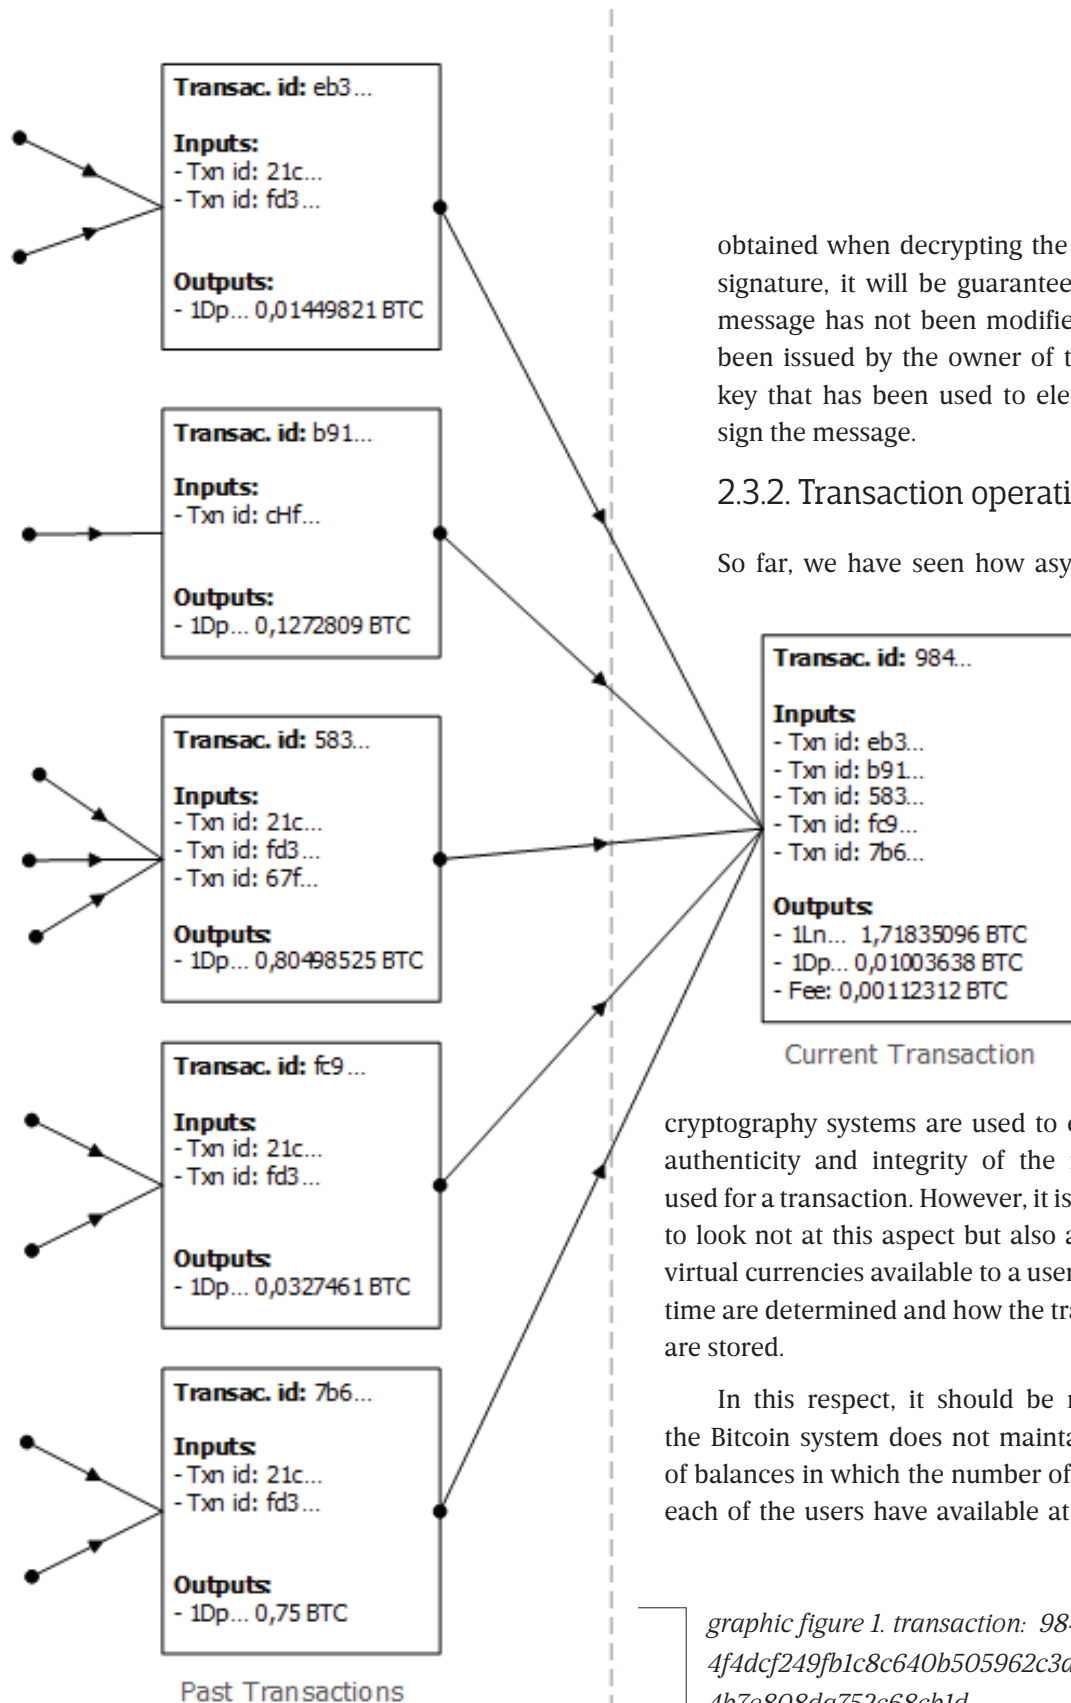 Transac. id: eb3...
Inputs:
- Txn id: 21c...
- Txn id: fd3...
Outputs:
- 1Dp... 0,01449821 BTC
Transac. id: b91...
Inputs:
- Txn id: cHf...
Outputs:
- 1Dp... 0,1272809 BTC
Transac. id: 583...
Inputs:
- Txn id: 21c...
- Txn id: fd3...
- Txn id: 67f...
Outputs:
- 1Dp... 0,80498525 BTC
Transac. id: fc9...
Inputs:
- Txn id: 21c...
- Txn id: fd3...
Outputs:
- 1Dp... 0,0327461 BTC
Transac. id: 7b6...
Inputs:
- Txn id: 21c...
- Txn id: fd3...
Outputs:
- 1Dp... 0,75 BTC
Past Transactions
obtained when decrypting the
signature, it will be guarantee
message has not been modifie
been issued by the owner of t
key that has been used to ele
sign the message.
2.3.2. Transaction operati
So far, we have seen how asy
Transac. id: 984...
Inputs:
- Txn id: eb3...
- Txn id: b91...
- Txn id: 583...
- Txn id: fc9...
- Txn id: 7b6...
Outputs:
- 1Ln... 1,71835096 BTC
- 1Dp... 0,01003638 BTC
- Fee: 0,00112312 BTC
Current Transaction
cryptography systems are used to
authenticity and integrity of the
used for a transaction. However, it is
to look not at this aspect but also a
virtual currencies available to a user
time are determined and how the tra
are stored.
In this respect, it should be
the Bitcoin system does not mainta
of balances in which the number of
each of the users have available at
graphic figure 1. transaction: 984
4f4dcf249fb1c8c640b505962c3d
4b7e808da752c68cb1d